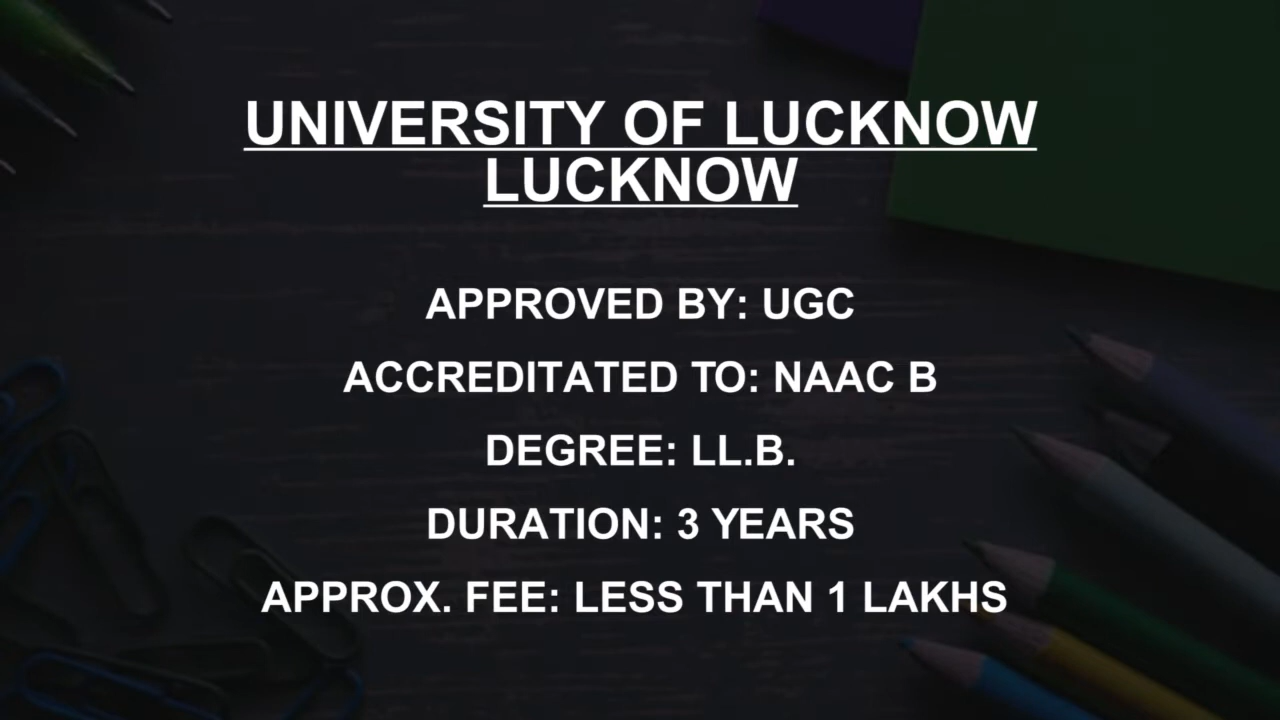 UNIVERSITY OF LUCKNOW
LUCKNOW
APPROVED BY: UGC
ACCREDITATED TO: NAAC B
DEGREE: LL.B.
DURATION: 3 YEARS
APPROX. FEE: LESS THAN 1 LAKHS